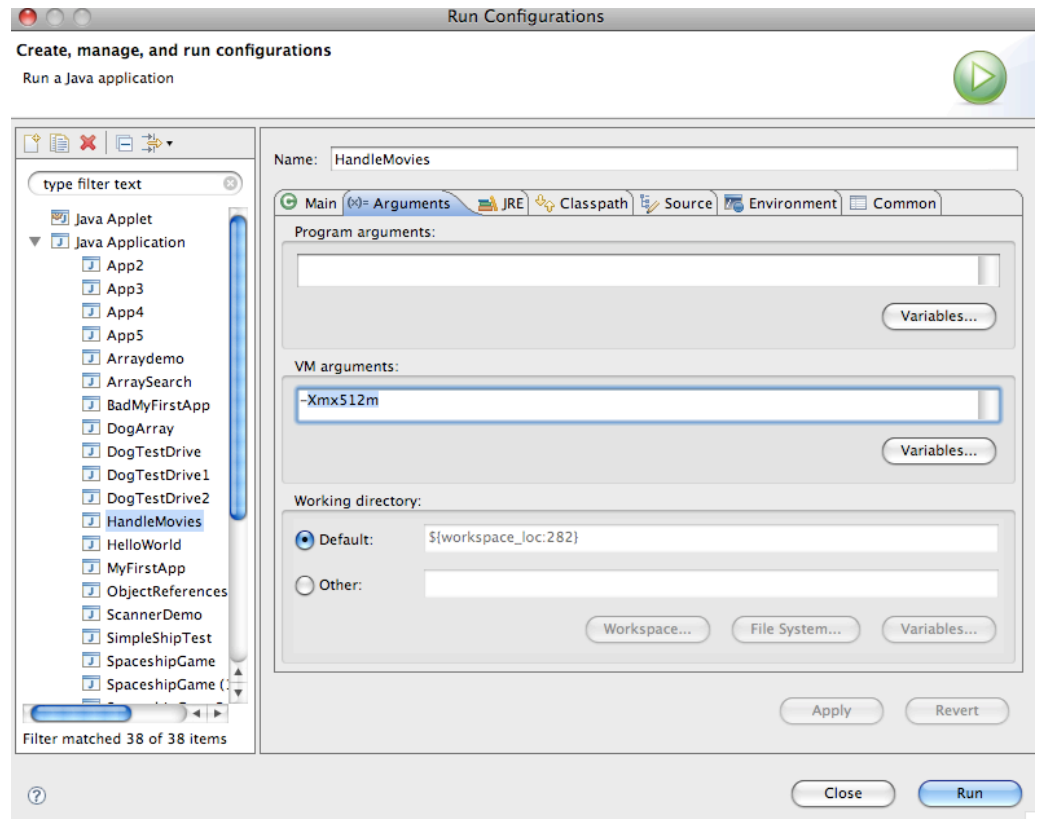 Run Configurations
Create, manage, and run configurations
Run a Java application
type filter text
Java Applet
Java Application
App2
App3
App4
App5
Arraydemo
ArraySearch
BadMyFirstApp
DogArray
DogTestDrive
DogTestDrive1
DogTestDrive2
HandleMovies
HelloWorld
MyFirstApp
ObjectReferences
ScannerDemo
SimpleShipTest
SpaceshipGame
SpaceshipGame (
Filter matched 38 of 38 items
Name: HandleMovies
Main (x)= Arguments JRE Classpath Source Environment Common
Program arguments:
Variables...
VM arguments:
-Xmx512m
Variables...
Working directory:
Default: ${workspace_loc:282}
Other:
Workspace... File System... Variables...
Apply Revert
Close Run